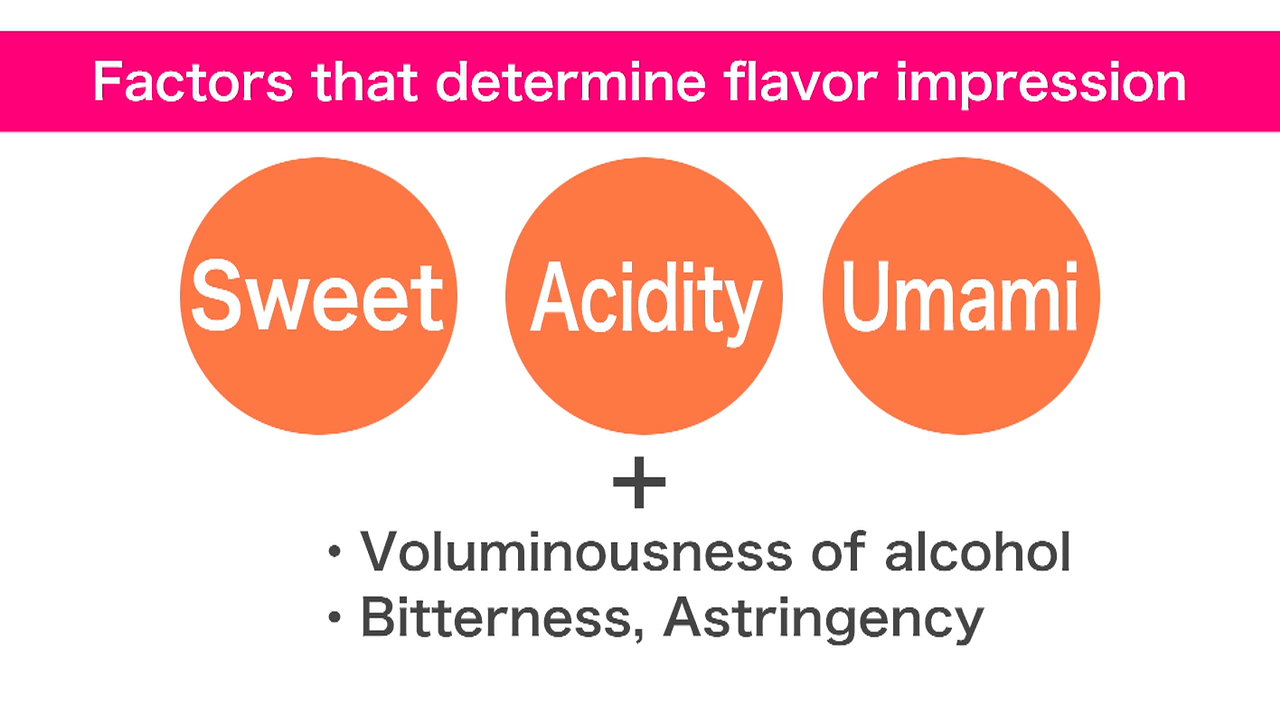 Factors that determine flavor impression
Sweet
Acidity
Umami
+
・Voluminousness of alcohol
・Bitterness, Astringency